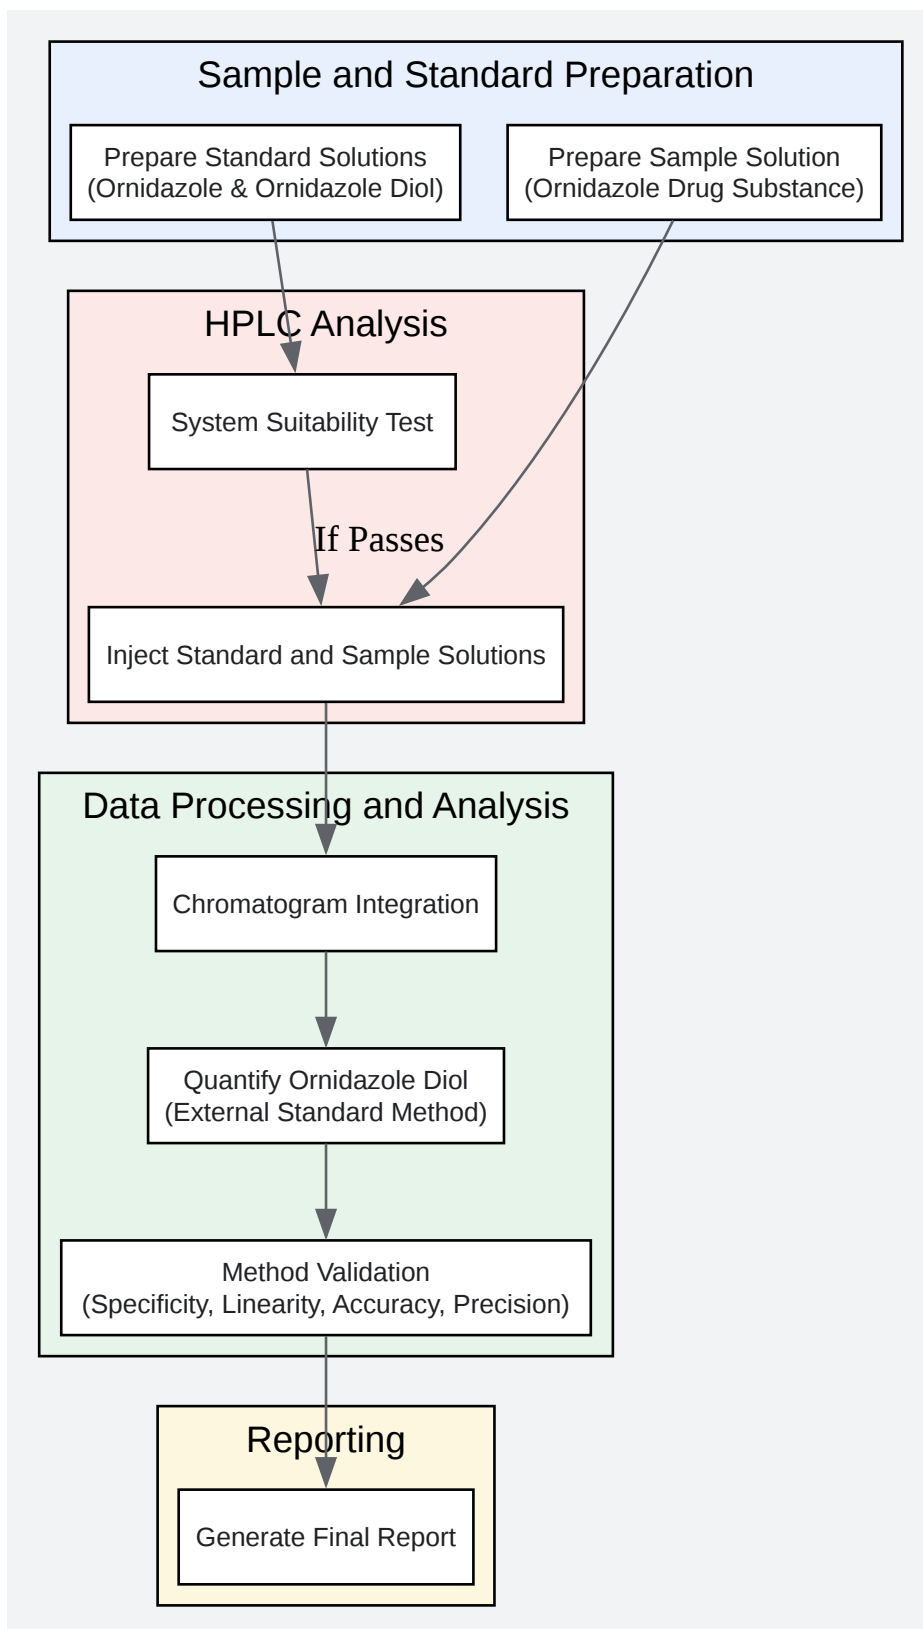 Sample and Standard Preparation
Prepare Standard Solutions
(Ornidazole & Ornidazole Diol)
Prepare Sample Solution
(Ornidazole Drug Substance)
HPLC Analysis
System Suitability Test
If Passes
Inject Standard and Sample Solutions
Data Processing and Analysis
Chromatogram Integration
Quantify Ornidazole Diol
(External Standard Method)
Method Validation
(Specificity, Linearity, Accuracy, Precision)
Reporting
Generate Final Report